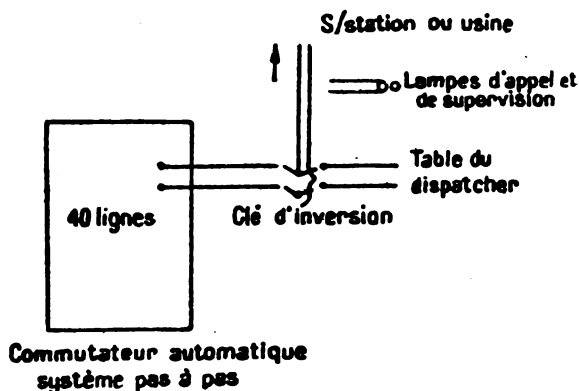 S/station ou usine
Lampes d'appel et
de supervision
Table du
dispatcher
40 lignes
Clé d'inversion
Commutateur automatique
système pas à pas